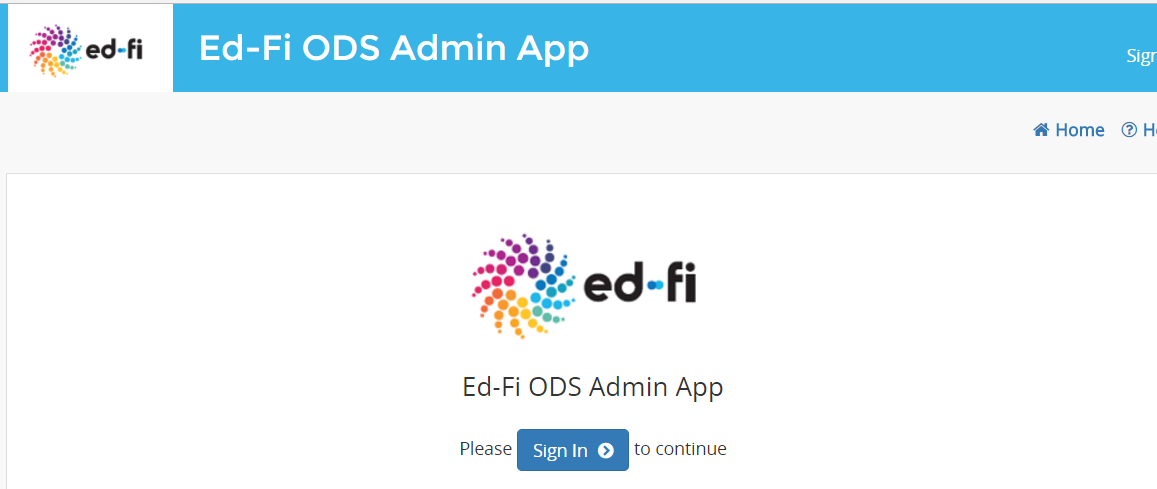 ed-fi
Ed-Fi ODS Admin App
Home
ed-fi
Ed-Fi ODS Admin App
Please Sign In to continue